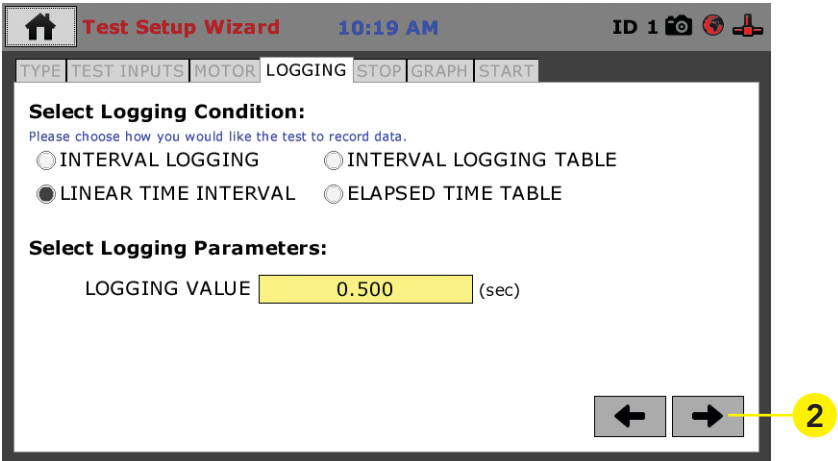 Test Setup Wizard 10:19 AM ID 1
TYPE TEST INPUTS MOTOR LOGGING STOP GRAPH START
Select Logging Condition:
Please choose how you would like the test to record data.
INTERVAL LOGGING INTERVAL LOGGING TABLE
LINEAR TIME INTERVAL ELAPSED TIME TABLE
Select Logging Parameters:
LOGGING VALUE 0.500 (sec)
2